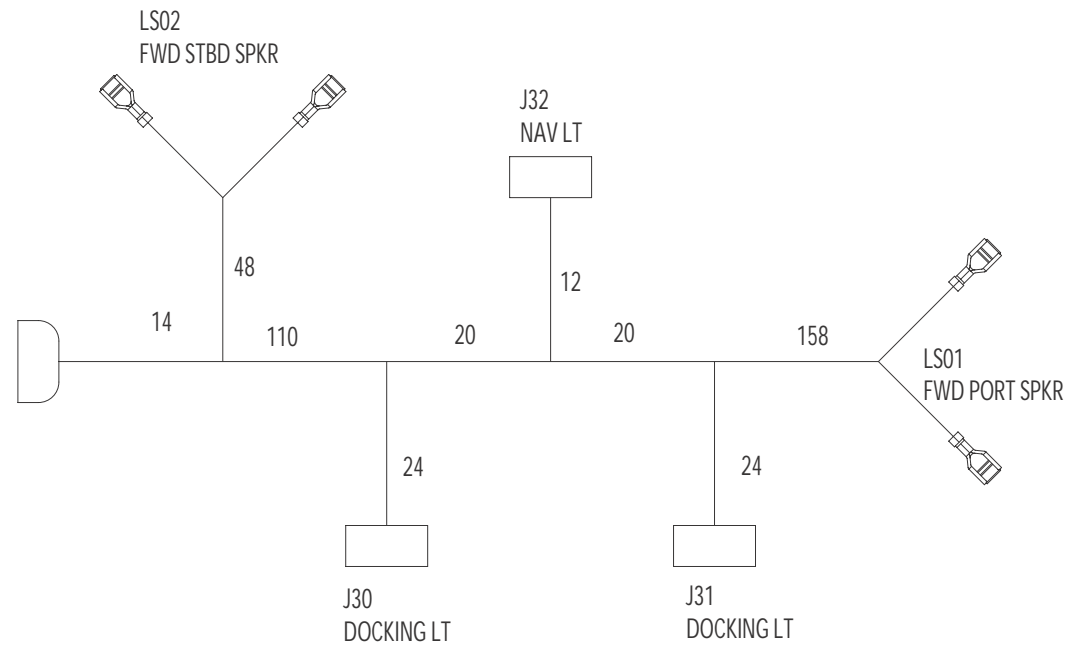 LS02
FWD STBD SPKR
J32
NAV LT
48
12
14
110
20
20
158
LS01
FWD PORT SPKR
24
24
J30
DOCKING LT
J31
DOCKING LT